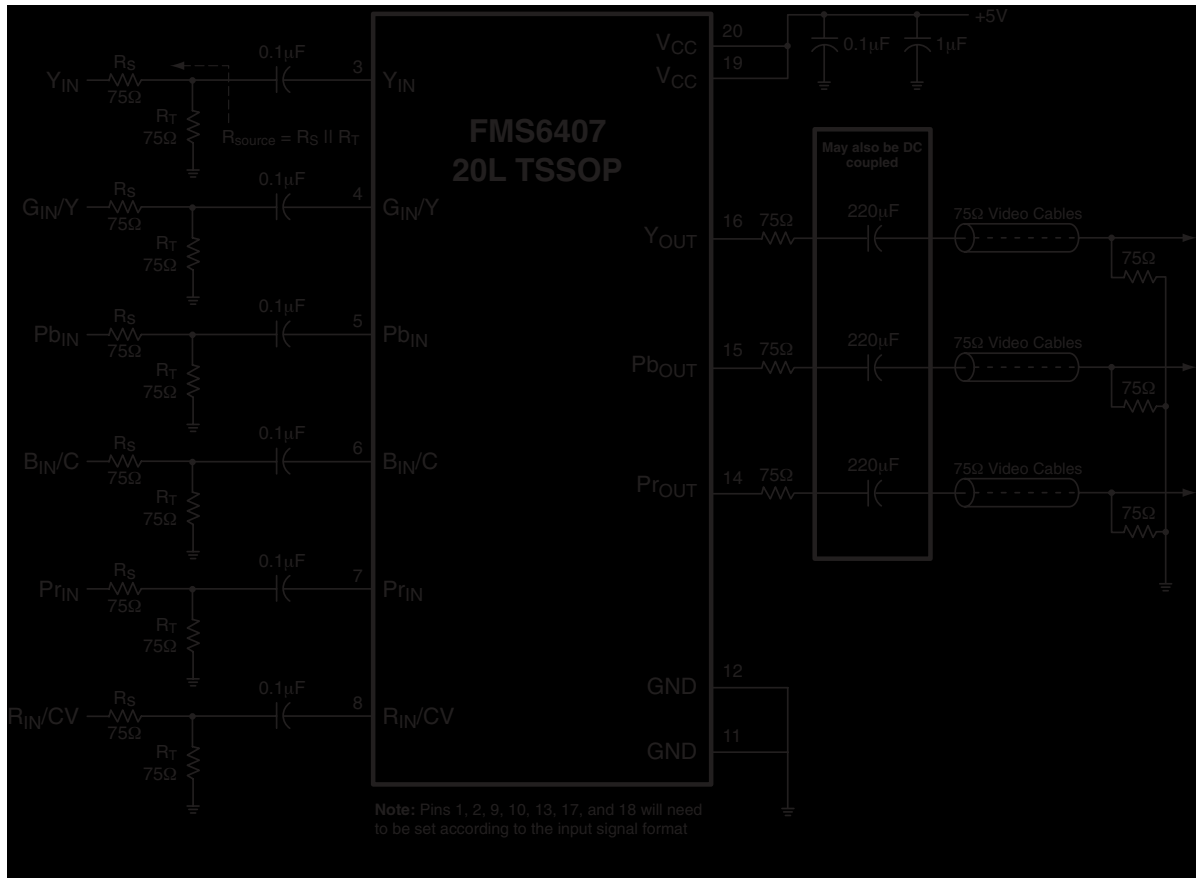 +5V
0.1µF
1µF
20
VCC
19
VCC
0.1µF
3
YIN
RS
75Ω
RT
75Ω
Rsource = RS || RT
YIN
FMS6407
20L TSSOP
May also be DC
coupled
0.1µF
4
GIN/Y
RS
75Ω
RT
75Ω
GIN/Y
YOUT
16
75Ω
220µF
75Ω Video Cables
75Ω
0.1µF
5
PbIN
RS
75Ω
RT
75Ω
PbIN
PbOUT
15
75Ω
220µF
75Ω Video Cables
75Ω
0.1µF
6
BIN/C
RS
75Ω
RT
75Ω
BIN/C
PrOUT
14
75Ω
220µF
75Ω Video Cables
75Ω
0.1µF
7
PrIN
RS
75Ω
RT
75Ω
PrIN
0.1µF
8
RIN/CV
RS
75Ω
RT
75Ω
RIN/CV
GND
12
GND
11
Note: Pins 1, 2, 9, 10, 13, 17, and 18 will need
to be set according to the input signal format